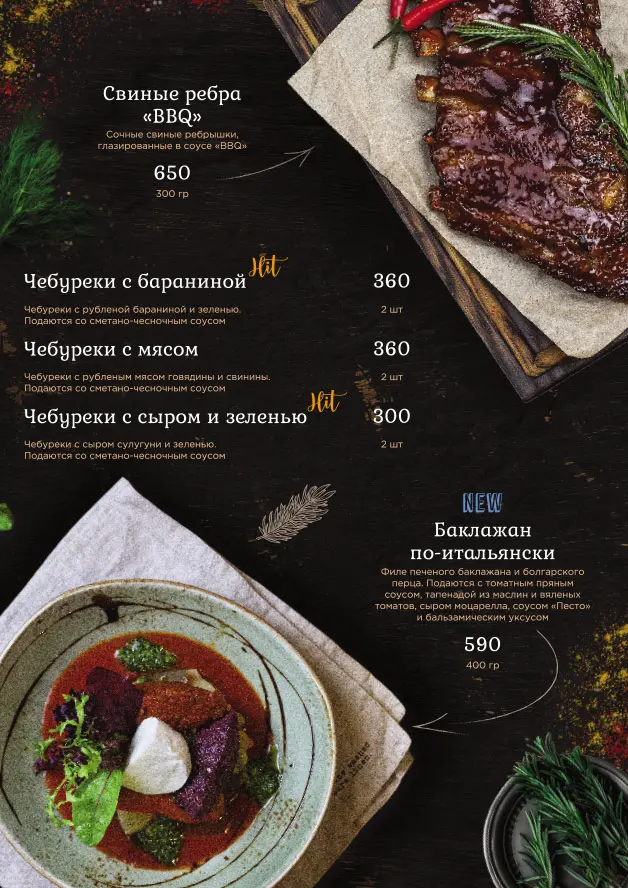 Свиные ребра
«BBQ»
Сочные свиные ребрышки,
глазированные в соусе «BBQ»
650
300 гр
Hit
Чебуреки с бараниной 360
Чебуреки с рубленой бараниной и зеленью. 2 шт
Подаются со сметано-чесночным соусом
Чебуреки с мясом 360
Чебуреки с рубленым мясом говядины и свинины. 2 шт
Подаются со сметано-чесночным соусом
Hit
Чебуреки с сыром и зеленью 300
Чебуреки с сыром сулугуни и зеленью. 2 шт
Подаются со сметано-чесночным соусом
NEW
Баклажан
по-итальянски
Филе печеного баклажана и болгарского
перца. Подаются с томатным пряным
соусом, тапенадой из маслин и вяленых
томатов, сыром моцарелла, соусом «Песто»
и бальзамическим уксусом
590
400 гр